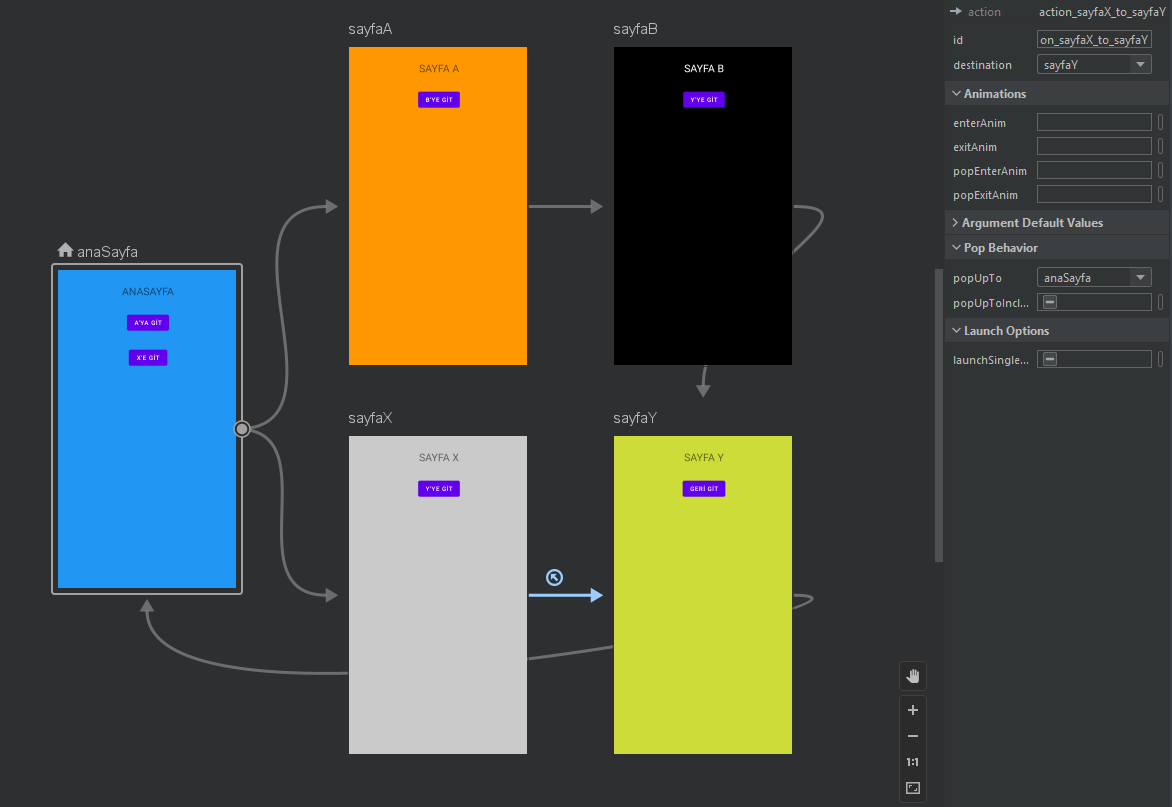 sayfaA
SAYFA A
B'YE GİT
sayfaB
SAYFA B
Y'YE GİT
anaSayfa
ANASAYFA
A'YA GİT
X'E GİT
sayfaX
SAYFA X
Y'YE GİT
sayfaY
SAYFA Y
GERİ GİT
1:1
action action_sayfaX_to_sayfaY
id on_sayfaX_to_sayfaY
destination sayfaY
Animations
enterAnim
exitAnim
popEnterAnim
popExitAnim
Argument Default Values
Pop Behavior
popUpTo anaSayfa
popUpToIncl...
Launch Options
launchSingle...